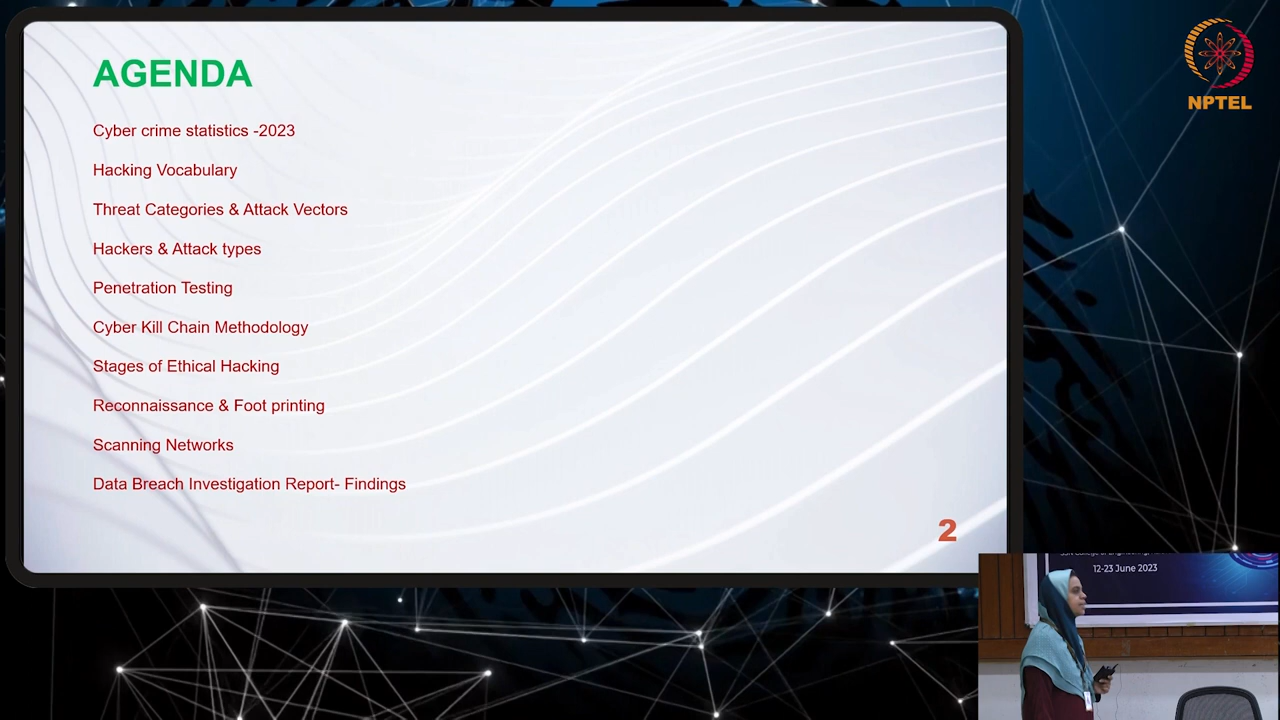 AGENDA
Cyber crime statistics -2023
Hacking Vocabulary
Threat Categories & Attack Vectors
Hackers & Attack types
Penetration Testing
Cyber Kill Chain Methodology
Stages of Ethical Hacking
Reconnaissance & Foot printing
Scanning Networks
Data Breach Investigation Report- Findings
2
NPTEL
12-23 June 2023